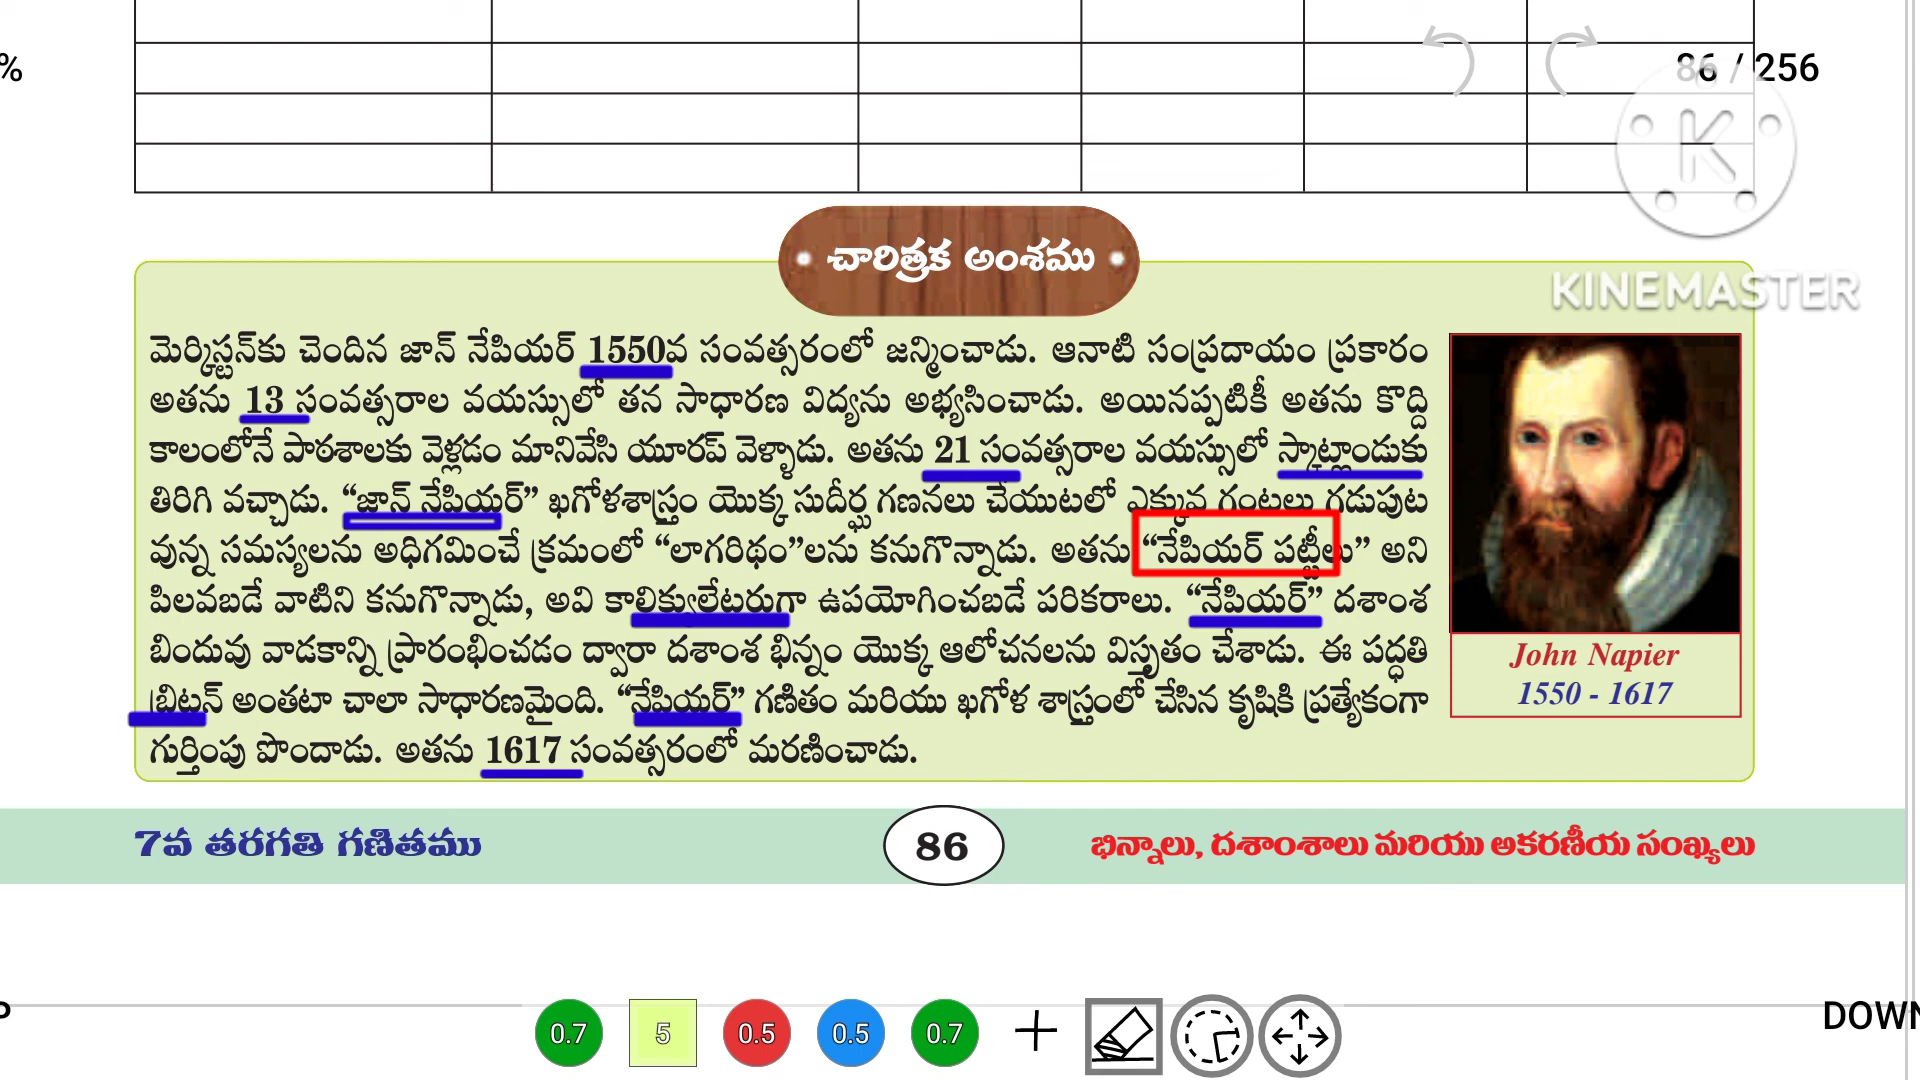 %
86 / 256
KINEMASTER
చారిత్రక అంశము
మెర్కిస్టన్‌కు చెందిన జాన్ నేపియర్ 1550వ సంవత్సరంలో జన్మించాడు. ఆనాటి సంప్రదాయం ప్రకారం
అతను 13 సంవత్సరాల వయస్సులో తన సాధారణ విద్యను అభ్యసించాడు. అయినప్పటికీ అతను కొద్ది
కాలంలోనే పాఠశాలకు వెళ్లడం మానివేసి యూరప్ వెళ్ళాడు. అతను 21 సంవత్సరాల వయస్సులో స్కాట్లాండుకు
తిరిగి వచ్చాడు. “జాన్ నేపియర్” ఖగోళశాస్త్రం యొక్క సుదీర్ఘ గణనలు చేయుటలో ఎక్కువ గంటలు గడుపుట
వున్న సమస్యలను అధిగమించే క్రమంలో “లాగరిథం”లను కనుగొన్నాడు. అతను “నేపియర్ పట్టీలు” అని
పిలవబడే వాటిని కనుగొన్నాడు, అవి కాలిక్యులేటరుగా ఉపయోగించబడే పరికరాలు. “నేపియర్” దశాంశ
బిందువు వాడకాన్ని ప్రారంభించడం ద్వారా దశాంశ భిన్నం యొక్క ఆలోచనలను విస్తృతం చేశాడు. ఈ పద్ధతి
బ్రిటన్ అంతటా చాలా సాధారణమైంది. “నేపియర్” గణితం మరియు ఖగోళ శాస్త్రంలో చేసిన కృషికి ప్రత్యేకంగా
గుర్తింపు పొందాడు. అతను 1617 సంవత్సరంలో మరణించాడు.
John Napier
1550 - 1617
7వ తరగతి గణితము
86
భిన్నాలు, దశాంశాలు మరియు అకరణీయ సంఖ్యలు
0.7 5 0.5 0.5 0.7
DOWN